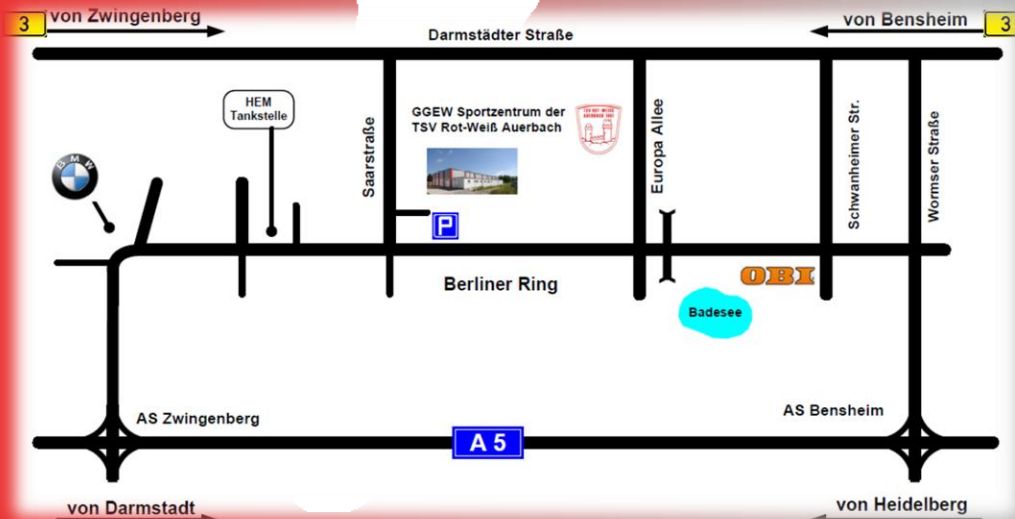 3
von Zwingenberg
von Bensheim
3
Darmstädter Straße
HEM
Tankstelle
GGEW Sportzentrum der
TSV Rot-Weiß Auerbach
BMW
Saarstraße
Europa Allee
Schwanheimer Str.
Wormser Straße
P
Berliner Ring
OBI
Badesee
AS Zwingenberg
AS Bensheim
A 5
von Darmstadt
von Heidelberg